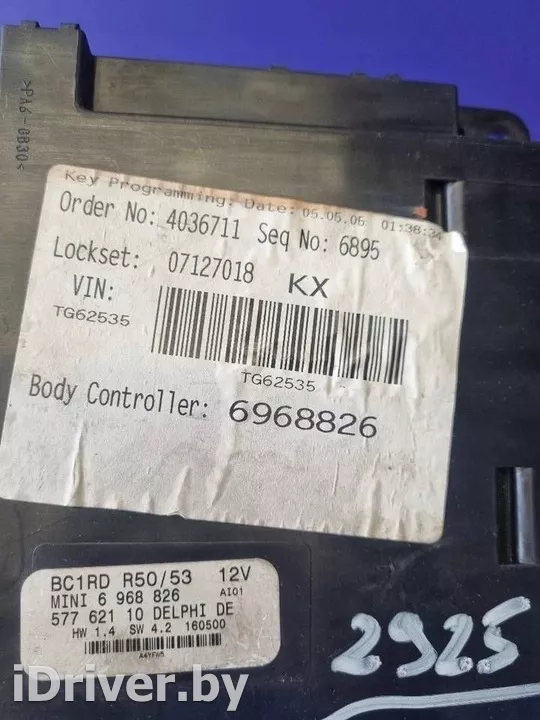 >PA6-GB30<
Key Programming; Date: 05.05.06 01:38:34
Order No: 4036711 Seq No: 6895
Lockset: 07127018 KX
VIN:
TG62535
TG62535
Body Controller: 6968826
BC1RD R50/53 12V
MINI 6 968 826 AI01
577 621 10 DELPHI DE
HW 1.4 SW 4.2 160500
2925
iDriver.by